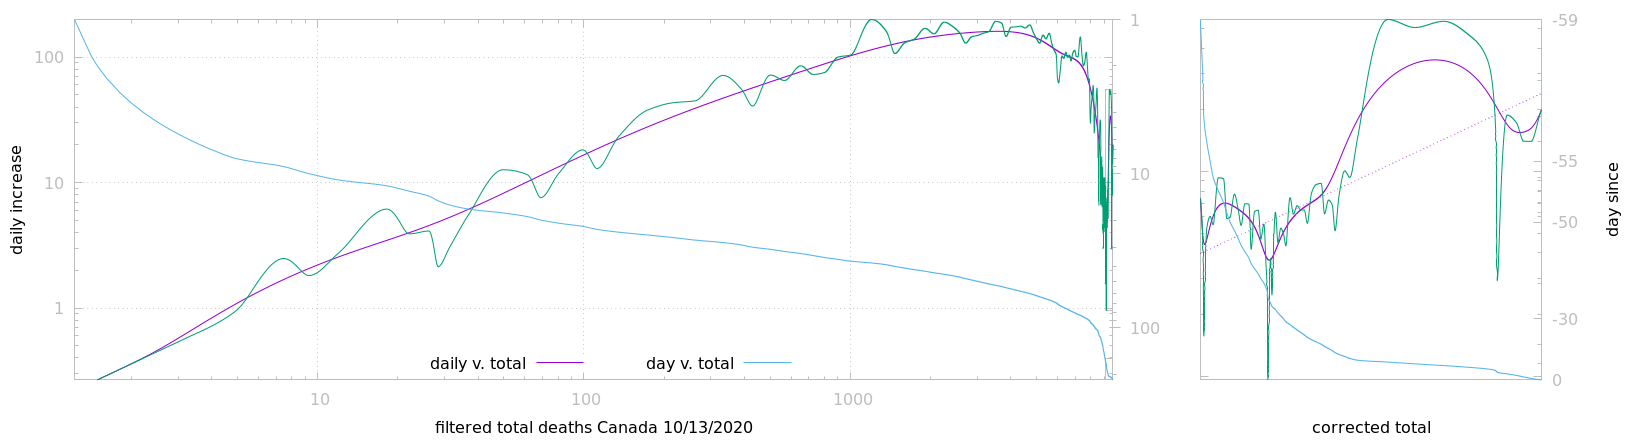 daily increase
100
10
1
daily v. total
day v. total
10
100
1000
filtered total deaths Canada 10/13/2020
1
10
100
-59
-55
-50
-30
0
day since
corrected total